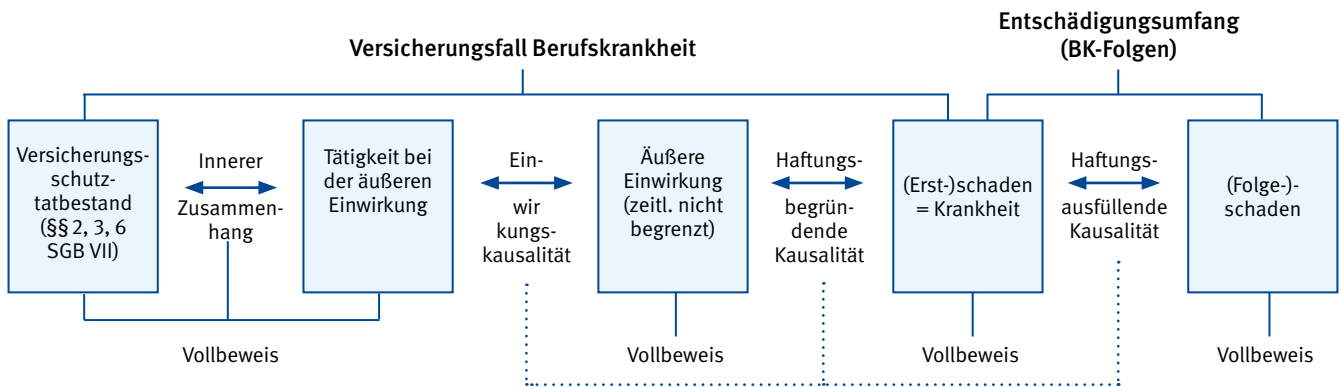 Versicherungsfall Berufskrankheit
Entschädigungsumfang
(BK-Folgen)
Versicherungs-
schutz-
tatbestand
(§§ 2, 3, 6
SGB VII)
Innerer
Zusammen-
hang
Tätigkeit bei
der äußeren
Einwirkung
Ein-
wir
kungs-
kausalität
Äußere
Einwirkung
(zeitl. nicht
begrenzt)
Haftungs-
begrün-
dende
Kausalität
(Erst-)schaden
= Krankheit
Haftungs-
ausfüllende
Kausalität
(Folge-)-
schaden
Vollbeweis
Vollbeweis
Vollbeweis
Vollbeweis